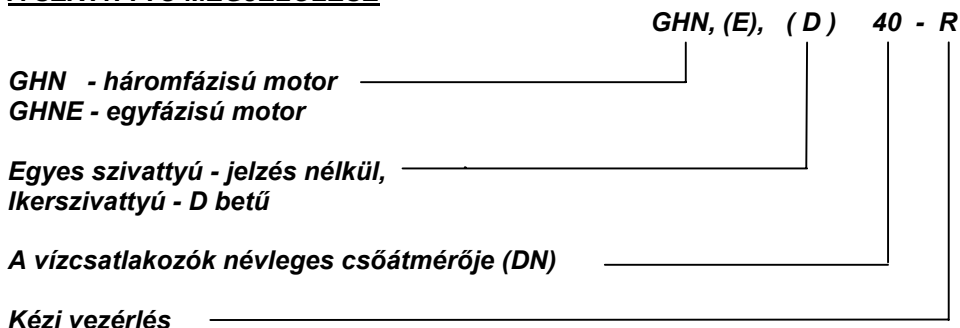 GHN, (E), ( D ) 40 - R
GHN - háromfázisú motor
GHNE - egyfázisú motor
Egyes szivattyú - jelzés nélkül,
Ikerszivattyú - D betű
A vízcsatlakozók névleges csőátmérője (DN)
Kézi vezérlés